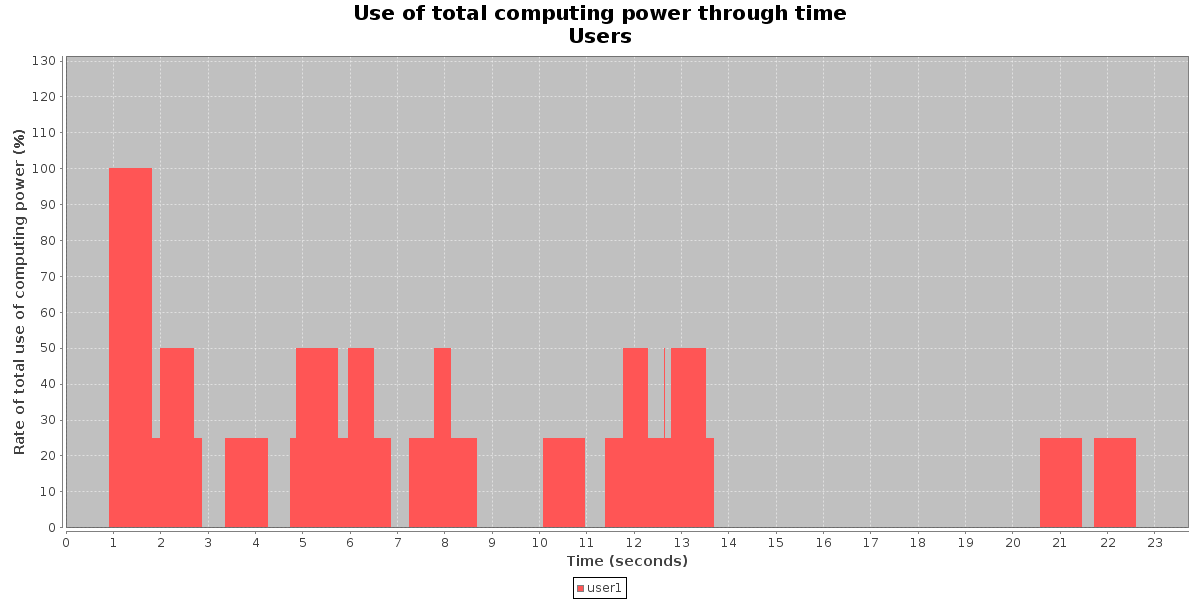 Use of total computing power through time
Users
Rate of total use of computing power (%)
130
120
110
100
90
80
70
60
50
40
30
20
10
0
0 1 2 3 4 5 6 7 8 9 10 11 12 13 14 15 16 17 18 19 20 21 22 23
Time (seconds)
user1